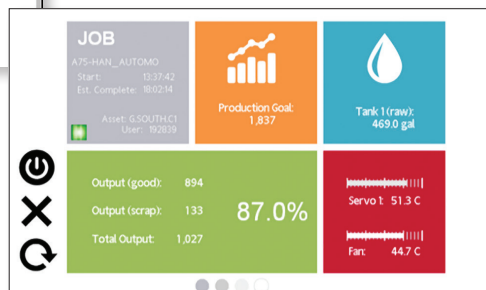 JOB
A75-HAN_AUTOMO
Start: 13:37:42
Est. Complete: 18:02:14
Asset: G.SOUTH.C1
User: 192839
Production Goal:
1,837
Tank 1 (raw):
469.0 gal
Output (good): 894
Output (scrap): 133
Total Output: 1,027
87.0%
Servo 1: 51.3 C
Fan: 44.7 C